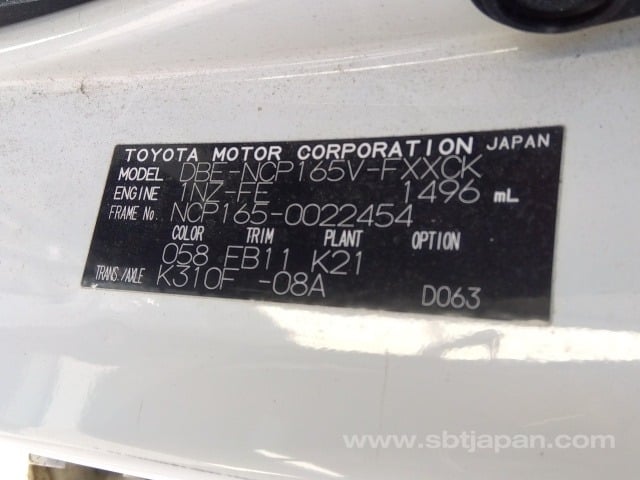 TOYOTA MOTOR CORPORATION JAPAN
MODEL DBE-NCP165V-FXXCK
ENGINE 1NZ-FE 1496 mL
FRAME No. NCP165-0022454
COLOR TRIM PLANT OPTION
058 FB11 K21
TRANS./AXLE K310F -08A D063
www.sbtjapan.com